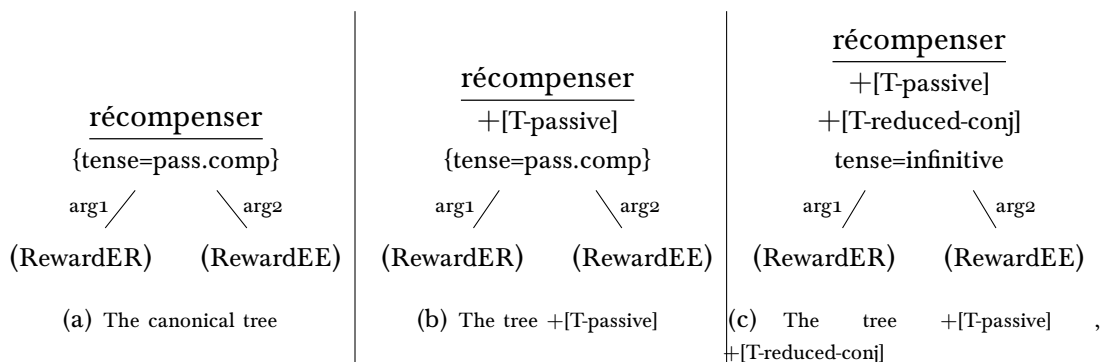 récompenser
{tense=pass.comp}
arg1 arg2
(RewardER) (RewardEE)
(a) The canonical tree
récompenser
+[T-passive]
{tense=pass.comp}
arg1 arg2
(RewardER) (RewardEE)
(b) The tree +[T-passive]
récompenser
+[T-passive]
+[T-reduced-conj]
tense=infinitive
arg1 arg2
(RewardER) (RewardEE)
(c) The tree +[T-passive] ,
+[T-reduced-conj]